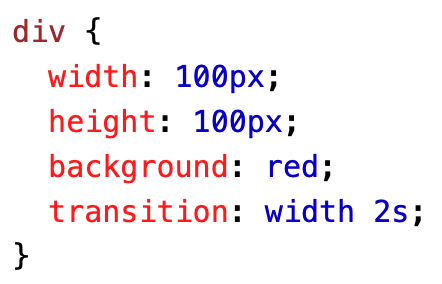 div {
  width: 100px;
  height: 100px;
  background: red;
  transition: width 2s;
}